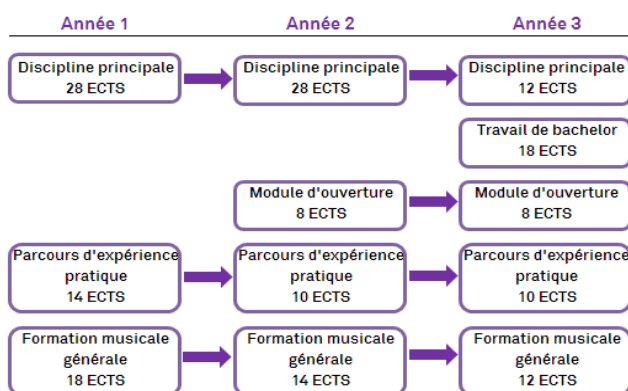 Année 1 Année 2 Année 3
Discipline principale Discipline principale Discipline principale
28 ECTS 28 ECTS 12 ECTS
Travail de bachelor
18 ECTS
Module d'ouverture Module d'ouverture
8 ECTS 8 ECTS
Parcours d'expérience Parcours d'expérience Parcours d'expérience
pratique pratique pratique
14 ECTS 10 ECTS 10 ECTS
Formation musicale Formation musicale Formation musicale
générale générale générale
18 ECTS 14 ECTS 12 ECTS